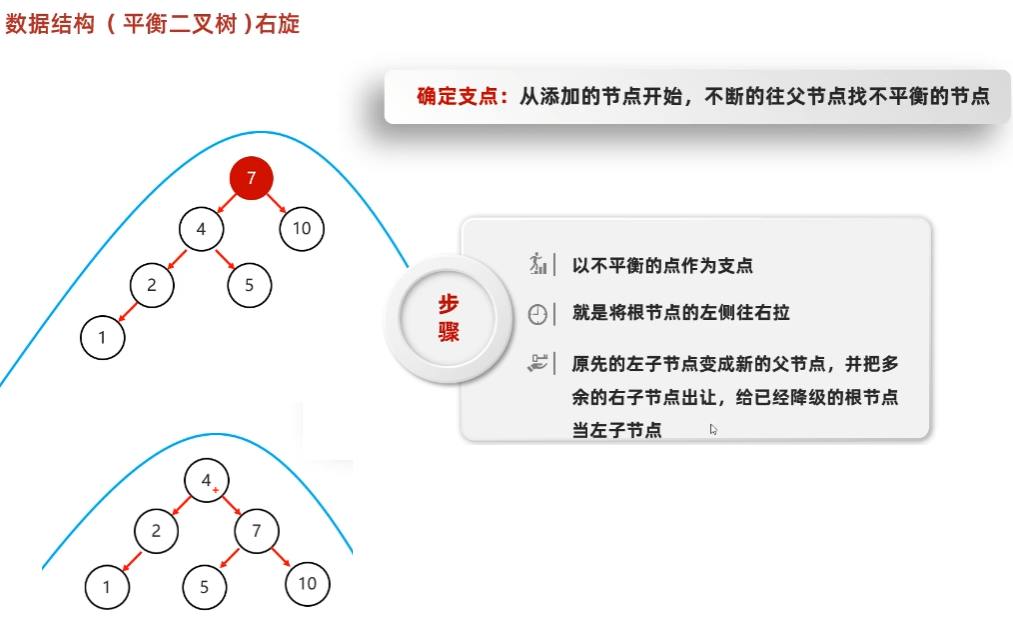 数据结构（平衡二叉树)右旋
确定支点：从添加的节点开始，不断的往父节点找不平衡的节点
7
4
10
2
5
1
步
骤
以不平衡的点作为支点
就是将根节点的左侧往右拉
原先的左子节点变成新的父节点，并把多
余的右子节点出让，给已经降级的根节点
当左子节点
4
2
7
1
5
10